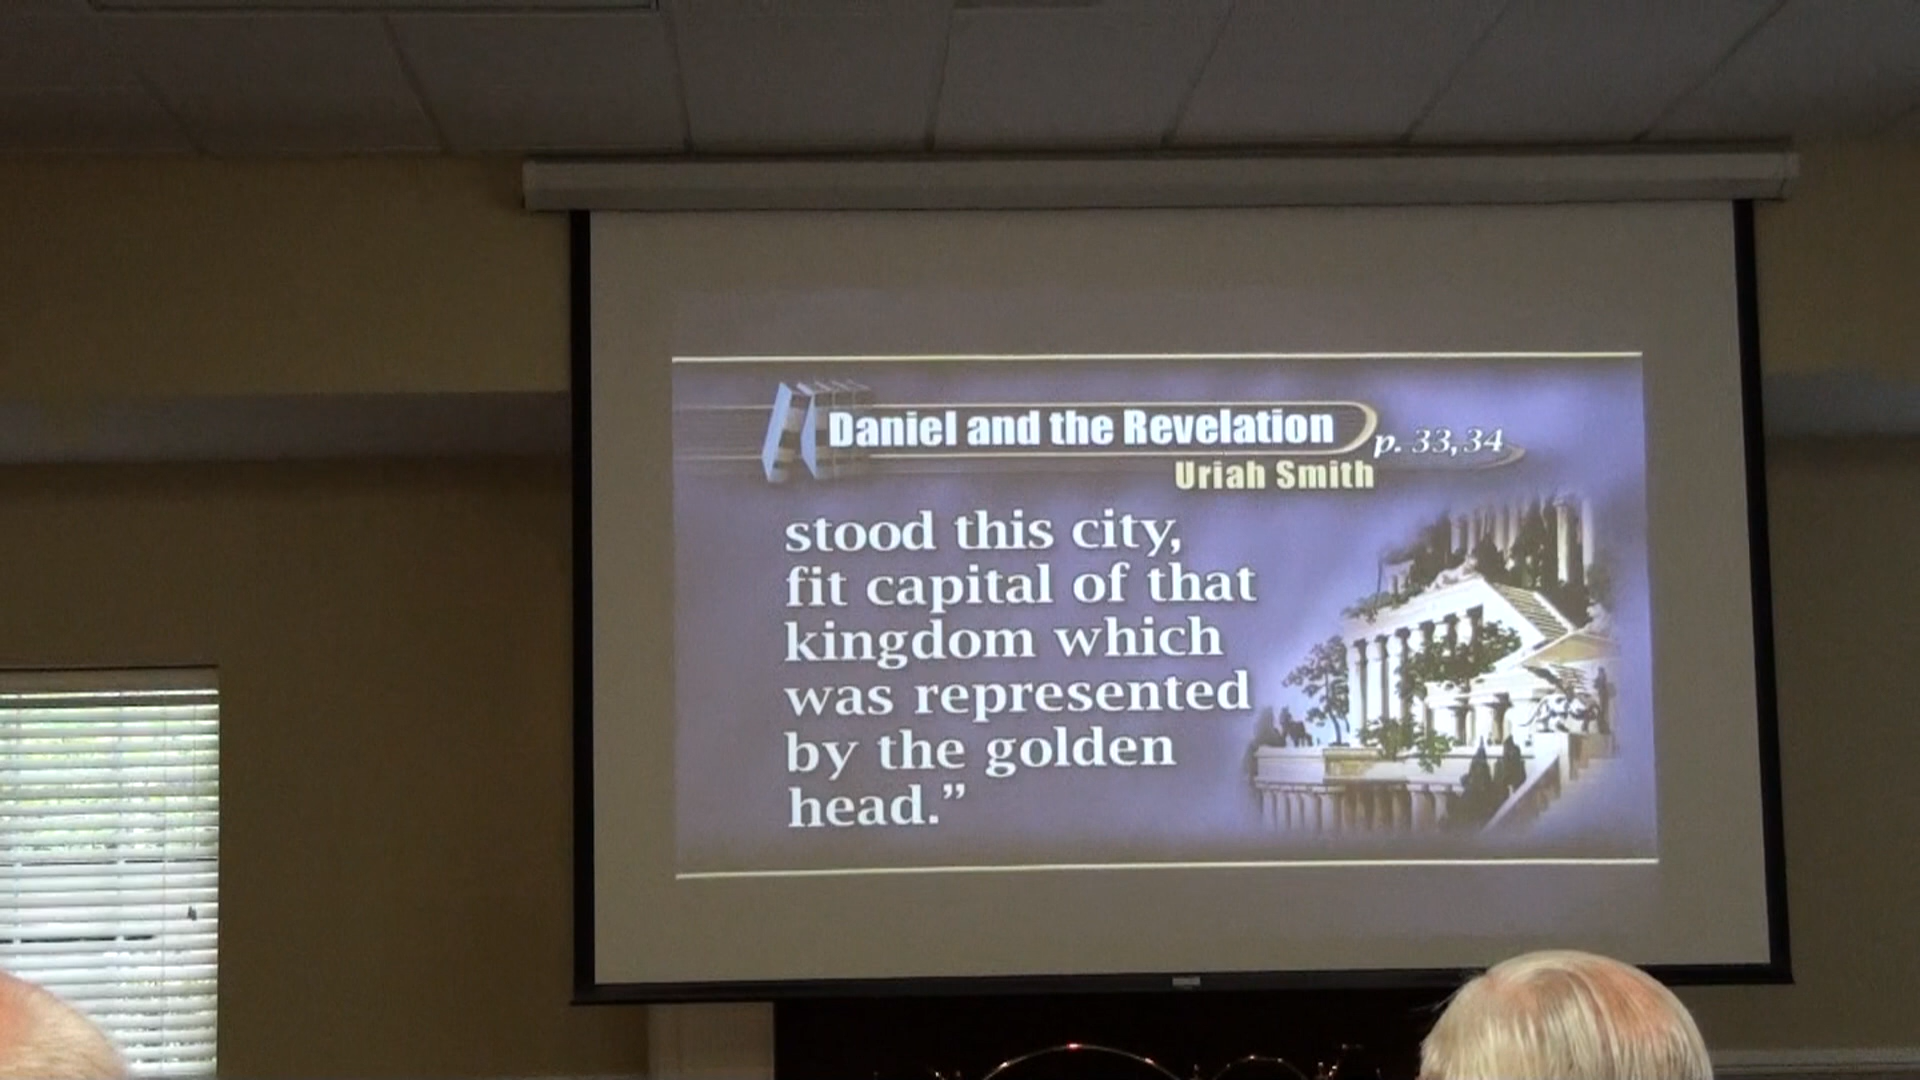 Daniel and the Revelation p. 33,34
Uriah Smith
stood this city,
fit capital of that
kingdom which
was represented
by the golden
head.”